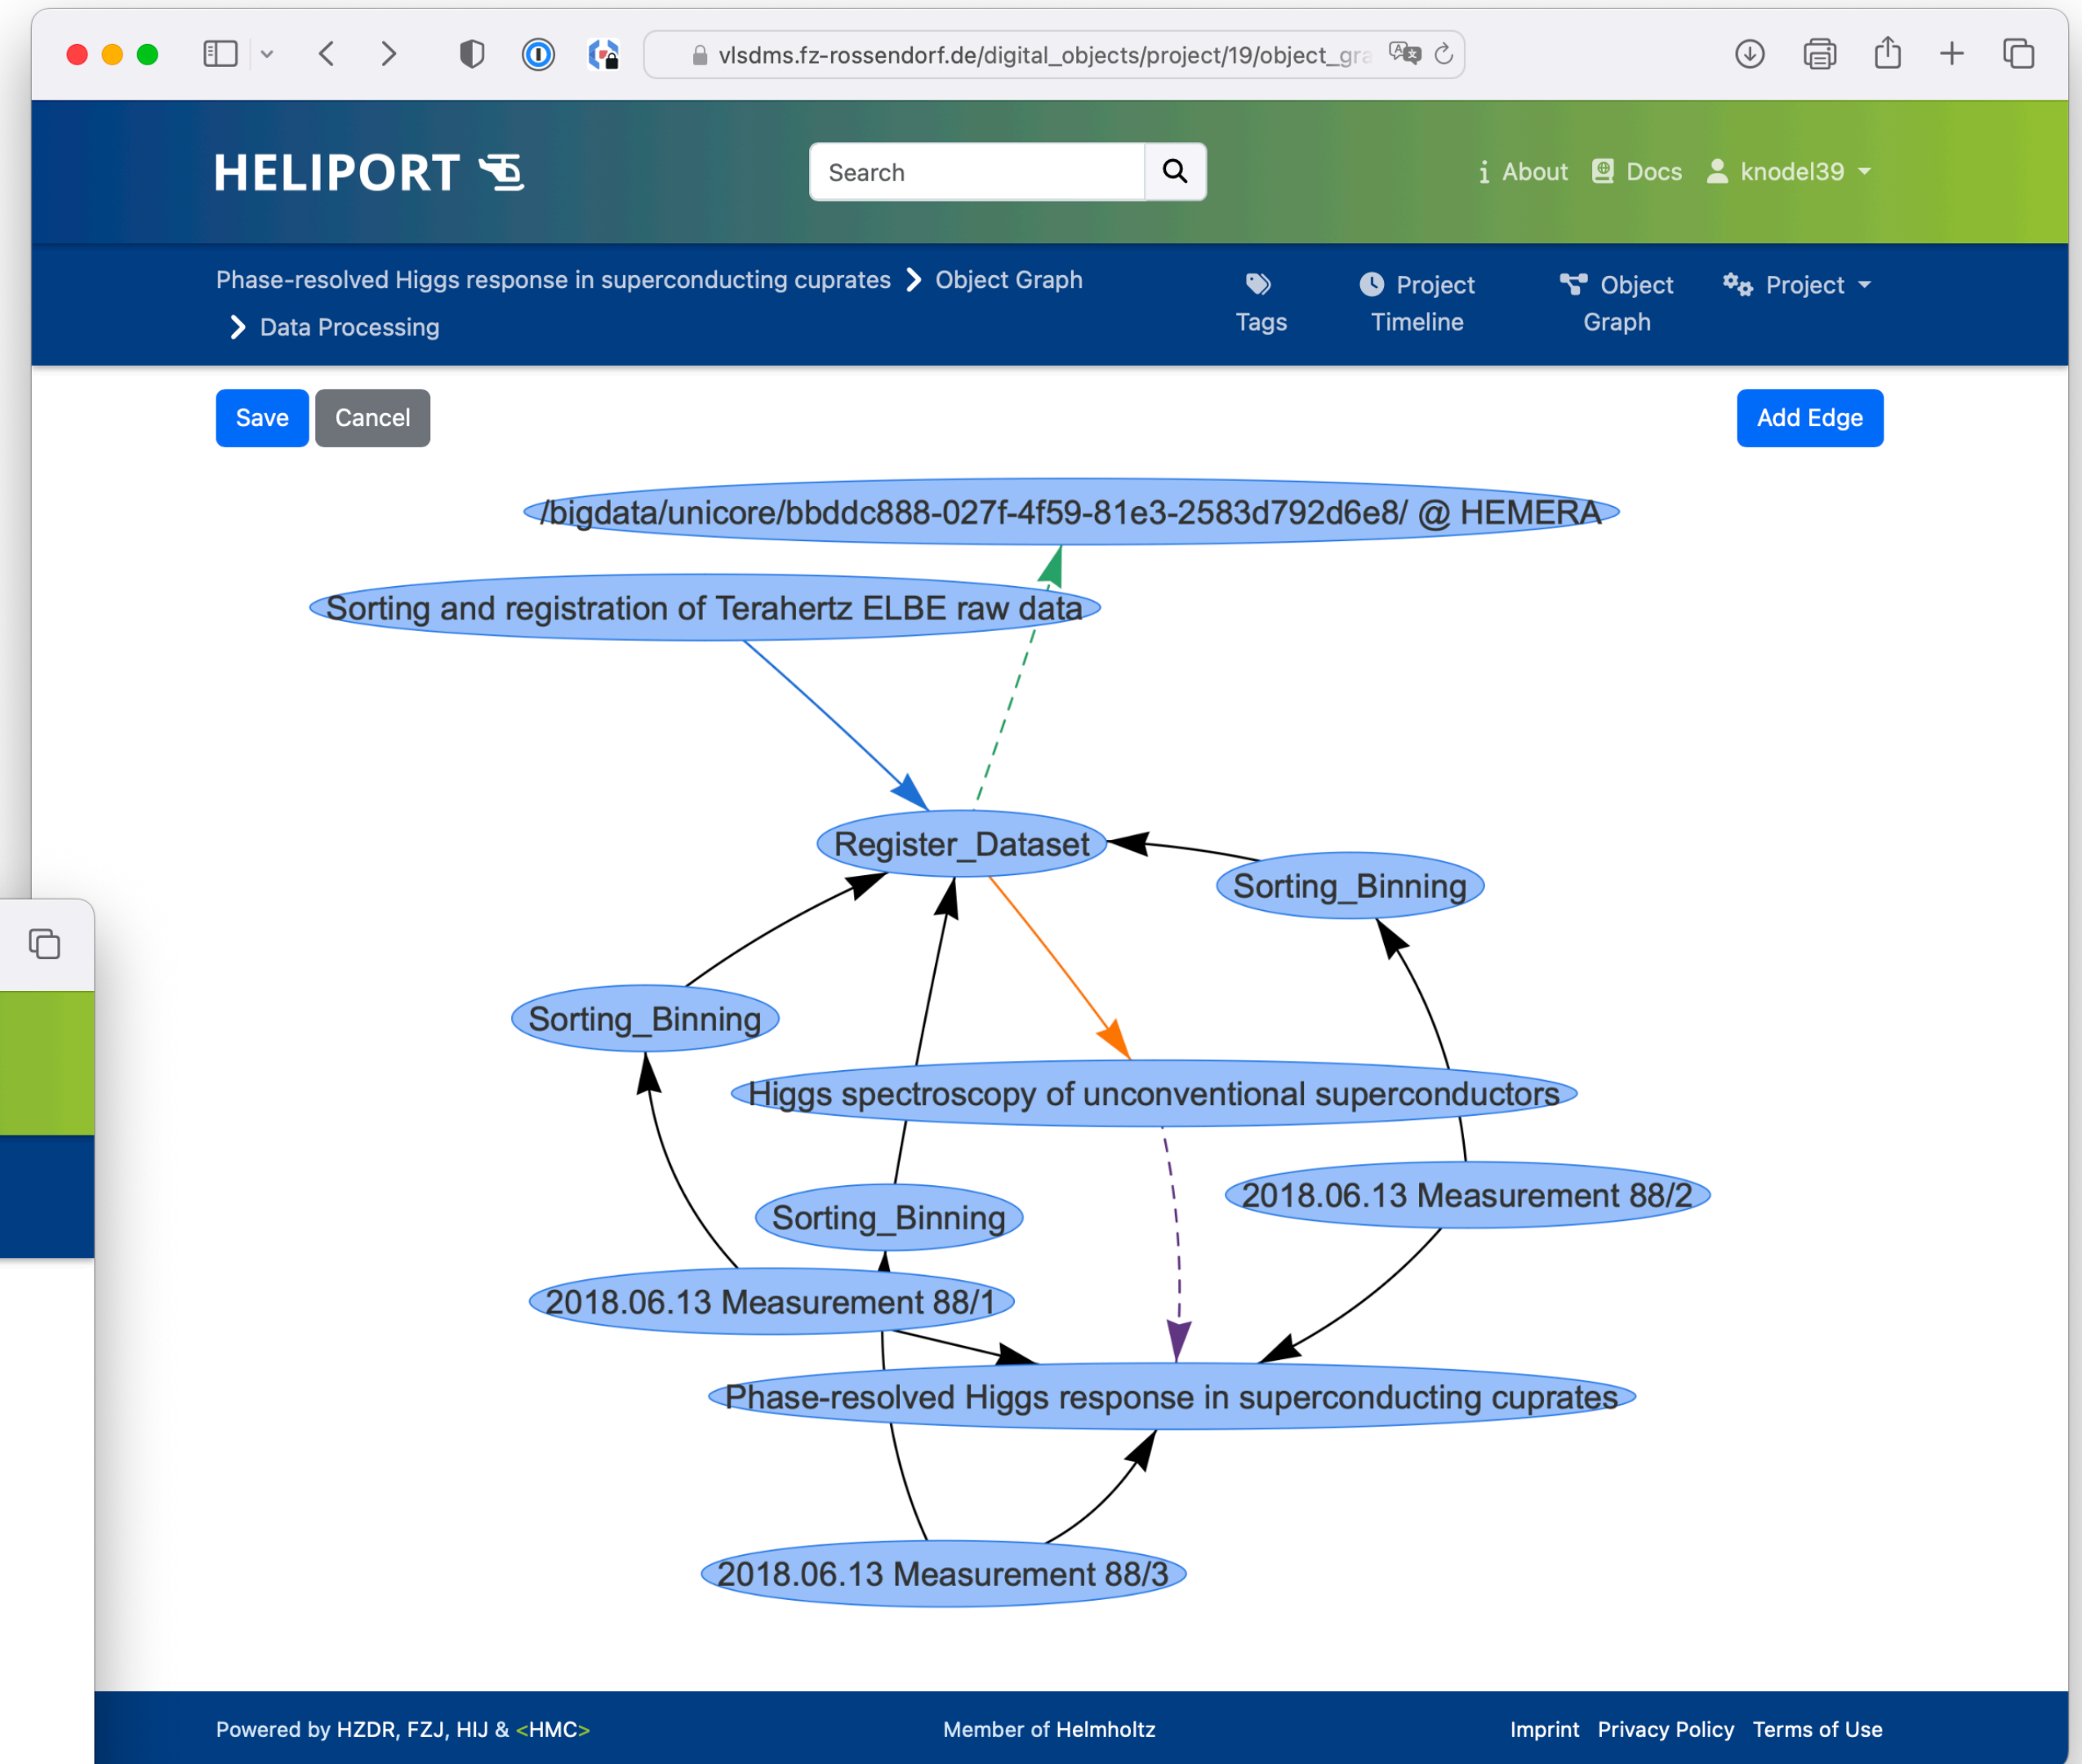 vlsdms.fz-rossendorf.de/digital_objects/project/19/object_gra
HELIPORT
Search
About
Docs
knodel39
Phase-resolved Higgs response in superconducting cuprates
Object Graph
Data Processing
Tags
Project
Timeline
Object
Graph
Project
Save
Cancel
Add Edge
/bigdata/unicore/bbddc888-027f-4f59-81e3-2583d792d6e8/ @ HEMERA
Sorting and registration of Terahertz ELBE raw data
Register_Dataset
Sorting_Binning
Sorting_Binning
Higgs spectroscopy of unconventional superconductors
2018.06.13 Measurement 88/2
Sorting_Binning
2018.06.13 Measurement 88/1
Phase-resolved Higgs response in superconducting cuprates
2018.06.13 Measurement 88/3
Powered by HZDR, FZJ, HIJ & <HMC>
Member of Helmholtz
Imprint
Privacy Policy
Terms of Use